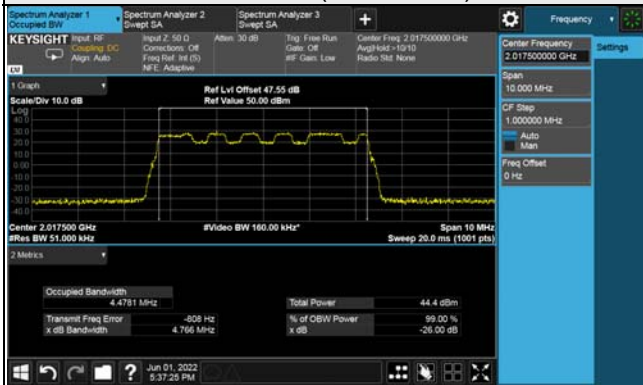 Spectrum Analyzer 1
Occupied BW
Spectrum Analyzer 2
Swept SA
Spectrum Analyzer 3
Swept SA
Frequency
KEYSIGHT
Input: RF
Coupling: DC
Align: Auto
Input Z: 50 Ω
Corrections: Off
Freq Ref: Int (S)
NFE: Adaptive
Atten: 30 dB
Trig: Free Run
Gate: Off
#IF Gain: Low
Center Freq: 2.017500000 GHz
Avg|Hold:>10/10
Radio Std: None
LXI
Center Frequency
2.017500000 GHz
Settings
Span
10.000 MHz
CF Step
1.000000 MHz
Auto
Man
Freq Offset
0 Hz
1 Graph
Scale/Div 10.0 dB
Ref Lvl Offset 47.55 dB
Ref Value 50.00 dBm
Log
40.0
30.0
20.0
10.0
0.00
-10.0
-20.0
-30.0
-40.0
Center 2.017500 GHz
#Res BW 51.000 kHz
#Video BW 160.00 kHz*
Span 10 MHz
Sweep 20.0 ms (1001 pts)
2 Metrics
Occupied Bandwidth
4.4781 MHz
Total Power
44.4 dBm
Transmit Freq Error
-808 Hz
% of OBW Power
99.00 %
x dB Bandwidth
4.766 MHz
x dB
-26.00 dB
Jun 01, 2022
5:37:25 PM